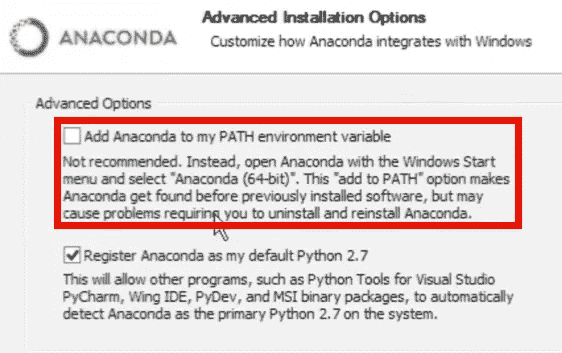 Advanced Installation Options
ANACONDA
Customize how Anaconda integrates with Windows
Advanced Options
Add Anaconda to my PATH environment variable
Not recommended. Instead, open Anaconda with the Windows Start
menu and select "Anaconda (64-bit)". This "add to PATH" option makes
Anaconda get found before previously installed software, but may
cause problems requiring you to uninstall and reinstall Anaconda.
Register Anaconda as my default Python 2.7
This will allow other programs, such as Python Tools for Visual Studio
PyCharm, Wing IDE, PyDev, and MSI binary packages, to automatically
detect Anaconda as the primary Python 2.7 on the system.